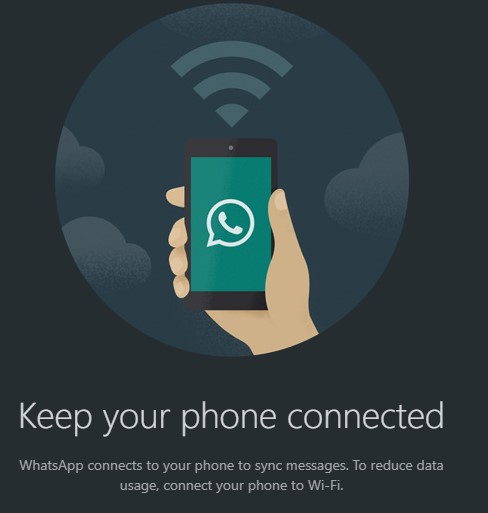 Keep your phone connected
WhatsApp connects to your phone to sync messages. To reduce data
usage, connect your phone to Wi-Fi.